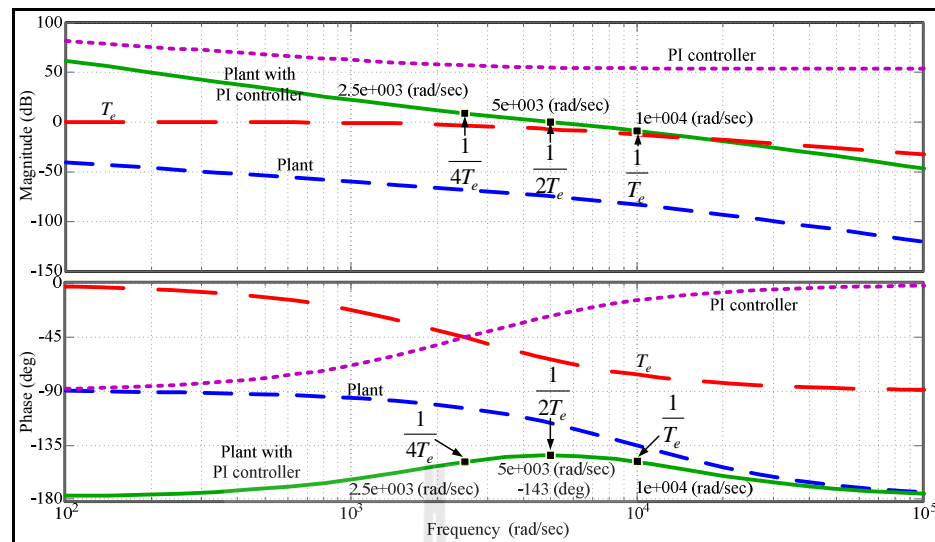 100
50
0
-50
-100
-150
Magnitude (dB)
PI controller
Plant with
PI controller
2.5e+003 (rad/sec)
5e+003 (rad/sec)
1e+004 (rad/sec)
T_e
Plant
1/4T_e
1/2T_e
1/T_e
0
-45
-90
-135
-180
Phase (deg)
PI controller
T_e
Plant
1/4T_e
1/2T_e
1/T_e
Plant with
PI controller
2.5e+003 (rad/sec)
5e+003 (rad/sec)
-143 (deg)
1e+004 (rad/sec)
10^2
10^3
10^4
10^5
Frequency (rad/sec)